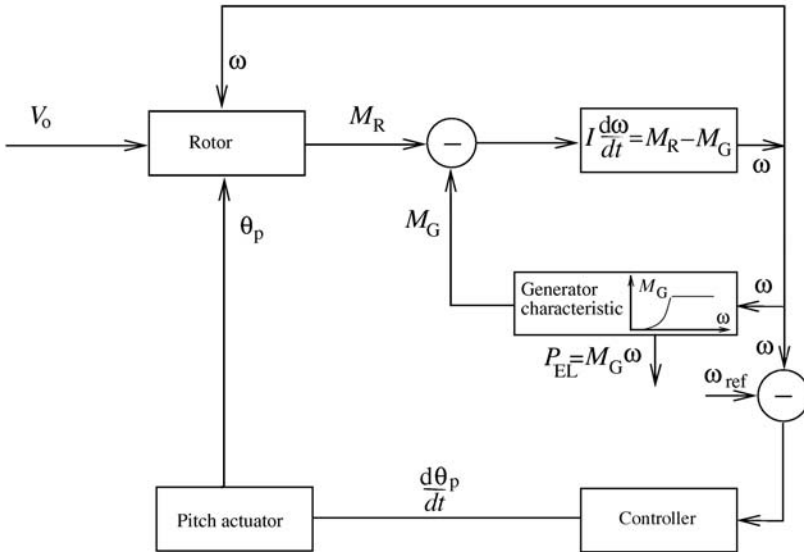 ω
V₀
Rotor
M_R
−
I dω/dt = M_R − M_G
ω
θ_p
M_G
Generator
characteristic
M_G
ω
ω
P_EL = M_G ω
ω
ω_ref
−
dθ_p/dt
Pitch actuator
Controller